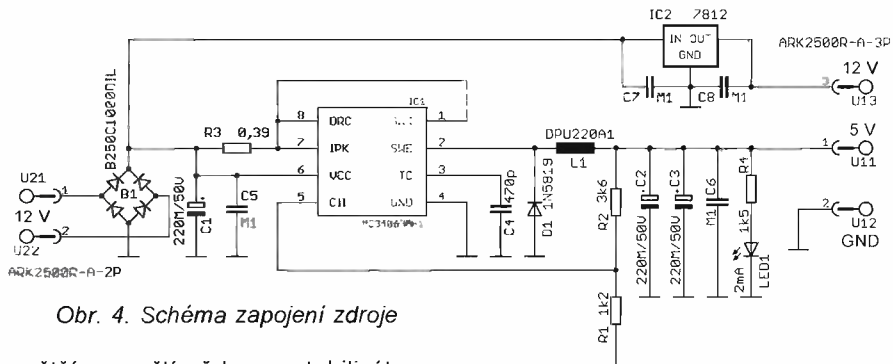 IC2 7812
IN OUT
GND
ARK2500R-A-3P
12 V
U13
C7 M1
C8 M1
B250C1000DIL
R3 0,39
IC1
8 DRC
1
7 IPK
SWE 2
6 VCC
TC 3
5 CII
GND 4
DPU220A1
L1
1 5 V
U11
U21
1
B1
12 V
2
U22
ARK2500R-A-2P
220M/50V
C1
C5
M1
C4 470p
D1 1N5819
R2 3k6
R1 1k2
220M/50V
C2
220M/50V
C3
M1 C6
R4
1k5
2mA
LED1
2
U12
GND
Obr. 4. Schéma zapojení zdroje